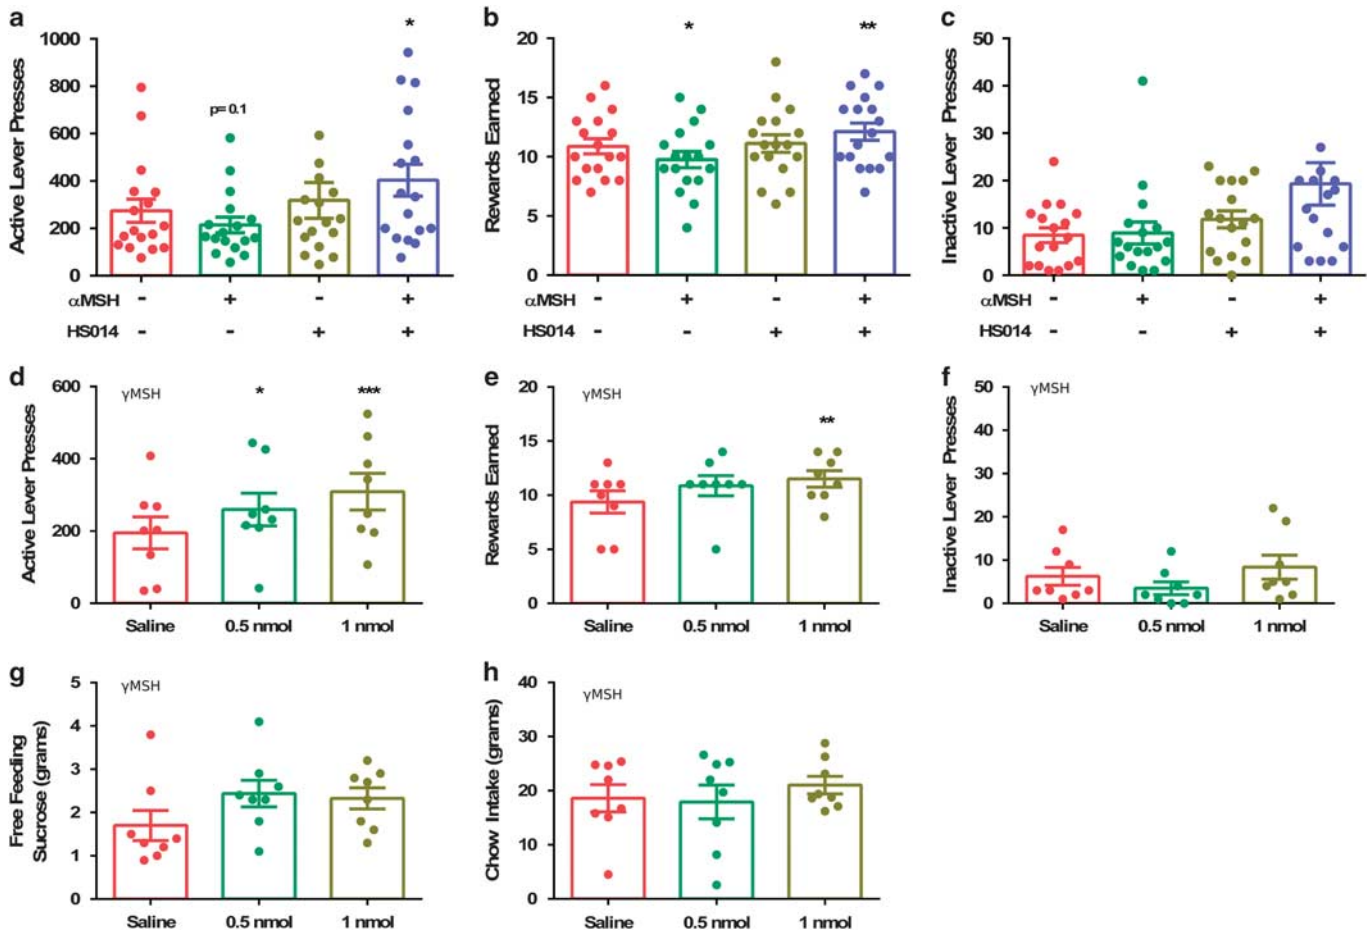 a
Active Lever Presses
1000
800
600
400
200
0
p= 0.1
*
αMSH - + - +
HS014 - - + +
b
Rewards Earned
20
15
10
5
0
*
**
αMSH - + - +
HS014 - - + +
c
Inactive Lever Presses
50
40
30
20
10
0
αMSH - + - +
HS014 - - + +
d
Active Lever Presses
600
400
200
0
γMSH
*
***
Saline 0.5 nmol 1 nmol
e
Rewards Earned
20
15
10
5
0
γMSH
**
Saline 0.5 nmol 1 nmol
f
Inactive Lever Presses
50
40
30
20
10
0
γMSH
Saline 0.5 nmol 1 nmol
g
Free Feeding
Sucrose (grams)
5
4
3
2
1
0
γMSH
Saline 0.5 nmol 1 nmol
h
Chow Intake (grams)
40
30
20
10
0
γMSH
Saline 0.5 nmol 1 nmol